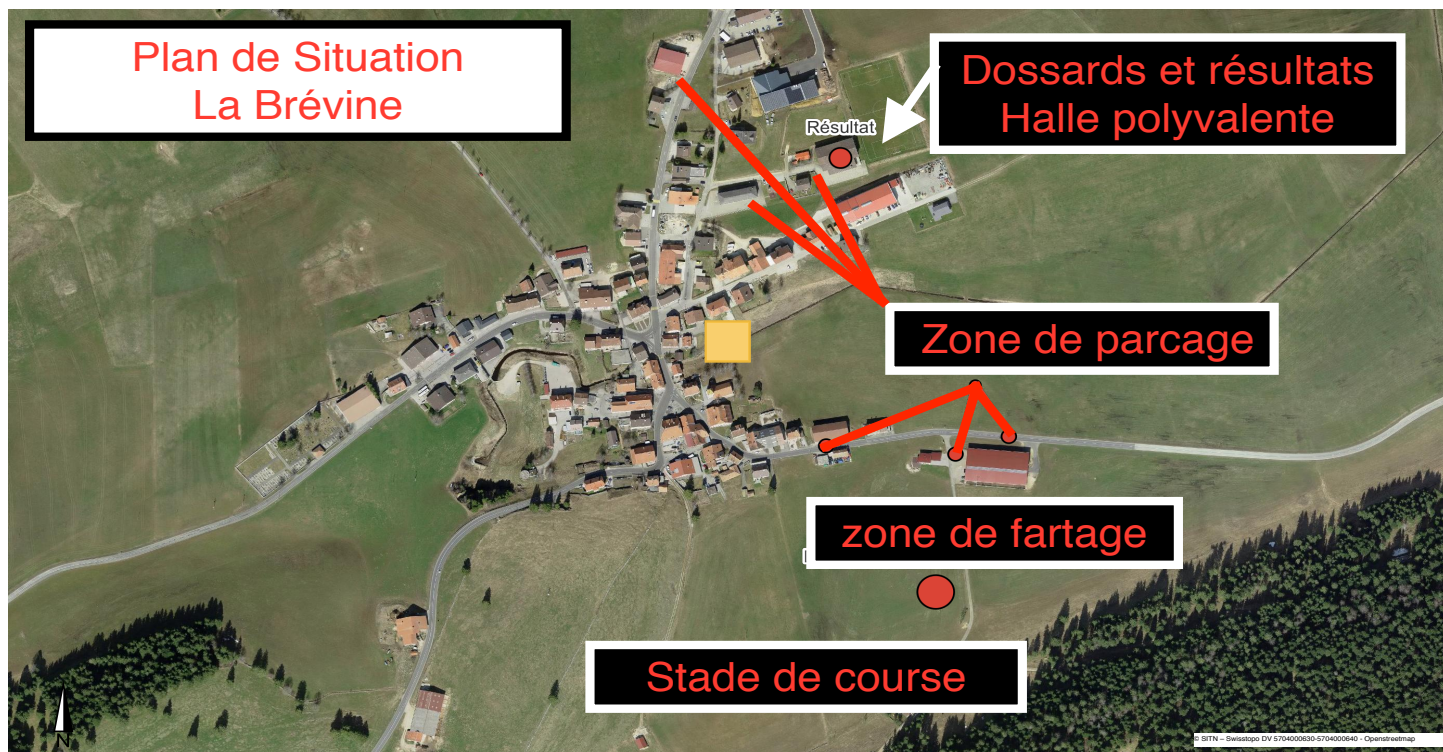 Plan de Situation
La Brévine
Dossards et résultats
Halle polyvalente
Résultat
Zone de parcage
zone de fartage
Stade de course
N
© SITN – Swisstopo DV 5704000630-5704000640 - Openstreetmap